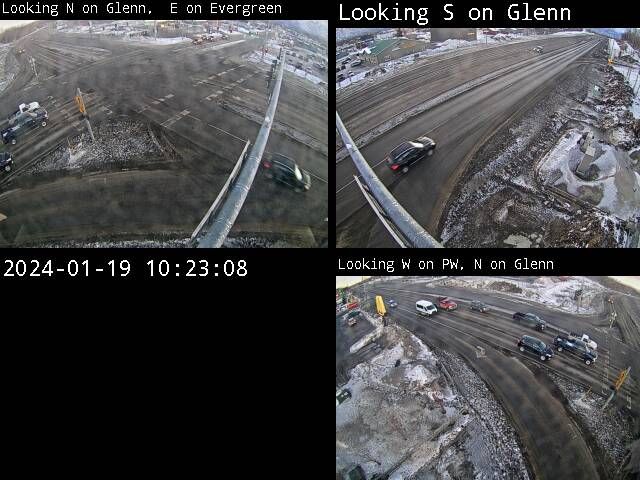 Looking N on Glenn,  E on Evergreen
Looking S on Glenn
2024-01-19 10:23:08
Looking W on PW, N on Glenn